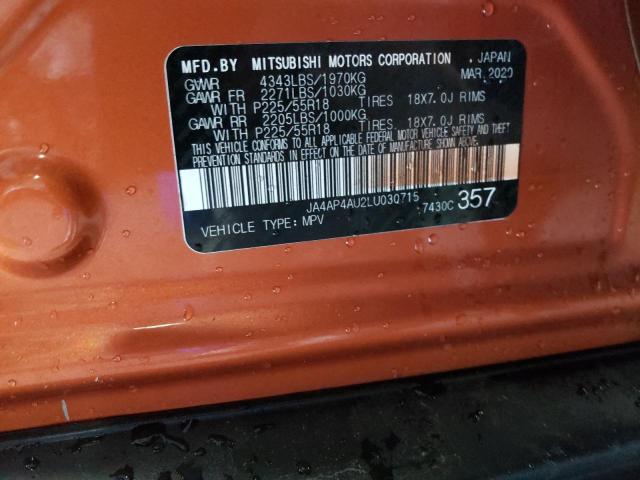 MFD.BY MITSUBISHI MOTORS CORPORATION , JAPAN
GVWR 4343LBS/1970KG MAR.2020
GAWR FR 2271LBS/1030KG
WITH P225/55R18 TIRES 18X7.0J RIMS
GAWR RR 2205LBS/1000KG
WITH P225/55R18 TIRES 18X7.0J RIMS
THIS VEHICLE CONFORMS TO ALL APPLICABLE FEDERAL MOTOR VEHICLE SAFETY AND THEFT
PREVENTION STANDARDS IN EFFECT ON THE DATE OF MANUFACTURE SHOWN ABOVE.
JA4AP4AU2LU030715
VEHICLE TYPE: MPV 7430C 357